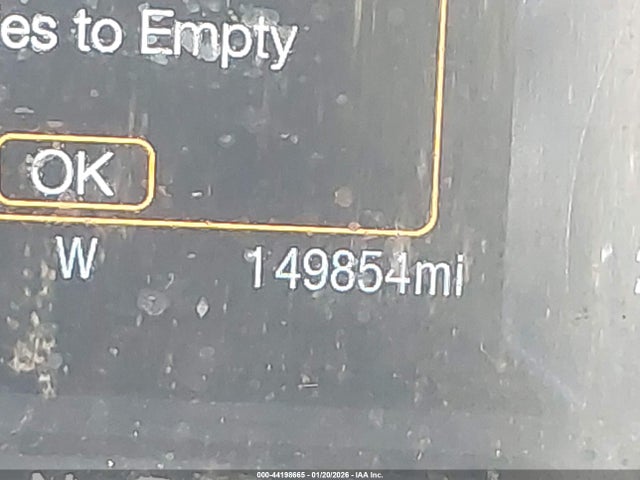 es to Empty
OK
W 149854mi
000-44198665 - 01/20/2026 - IAA Inc.